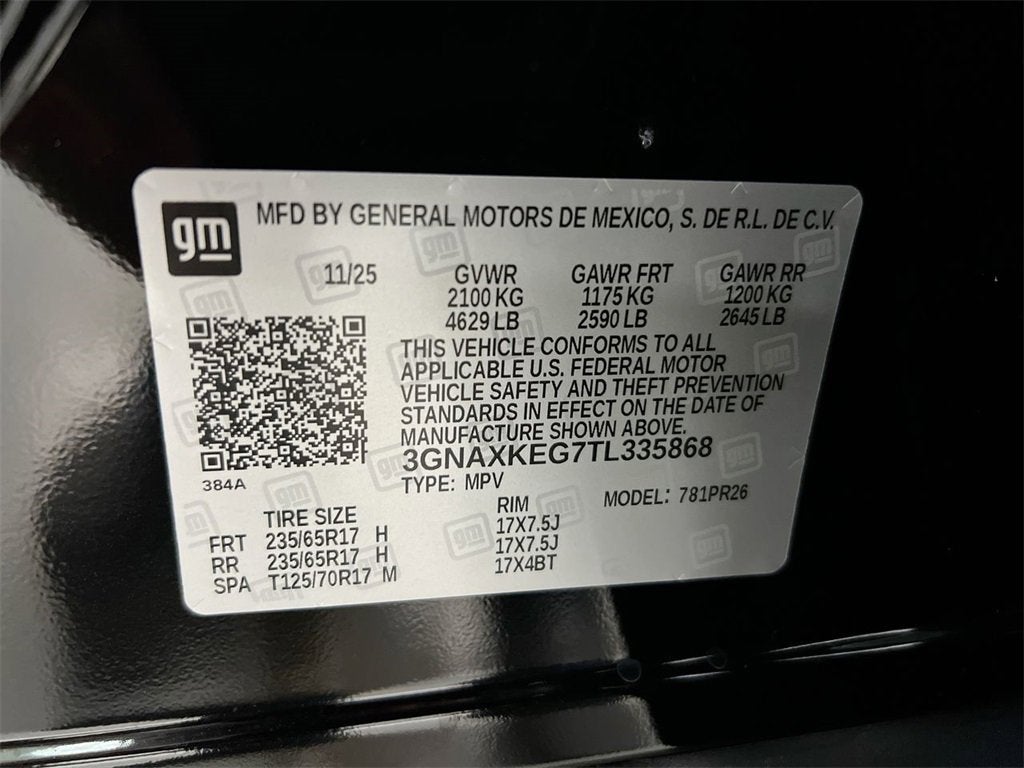 gm
MFD BY GENERAL MOTORS DE MEXICO, S. DE R.L. DE C.V.
11/25 GVWR GAWR FRT GAWR RR
2100 KG 1175 KG 1200 KG
4629 LB 2590 LB 2645 LB
THIS VEHICLE CONFORMS TO ALL
APPLICABLE U.S. FEDERAL MOTOR
VEHICLE SAFETY AND THEFT PREVENTION
STANDARDS IN EFFECT ON THE DATE OF
MANUFACTURE SHOWN ABOVE.
3GNAXKEG7TL335868
384A
TYPE: MPV MODEL: 781PR26
TIRE SIZE RIM
FRT 235/65R17 H 17X7.5J
RR 235/65R17 H 17X7.5J
SPA T125/70R17 M 17X4BT